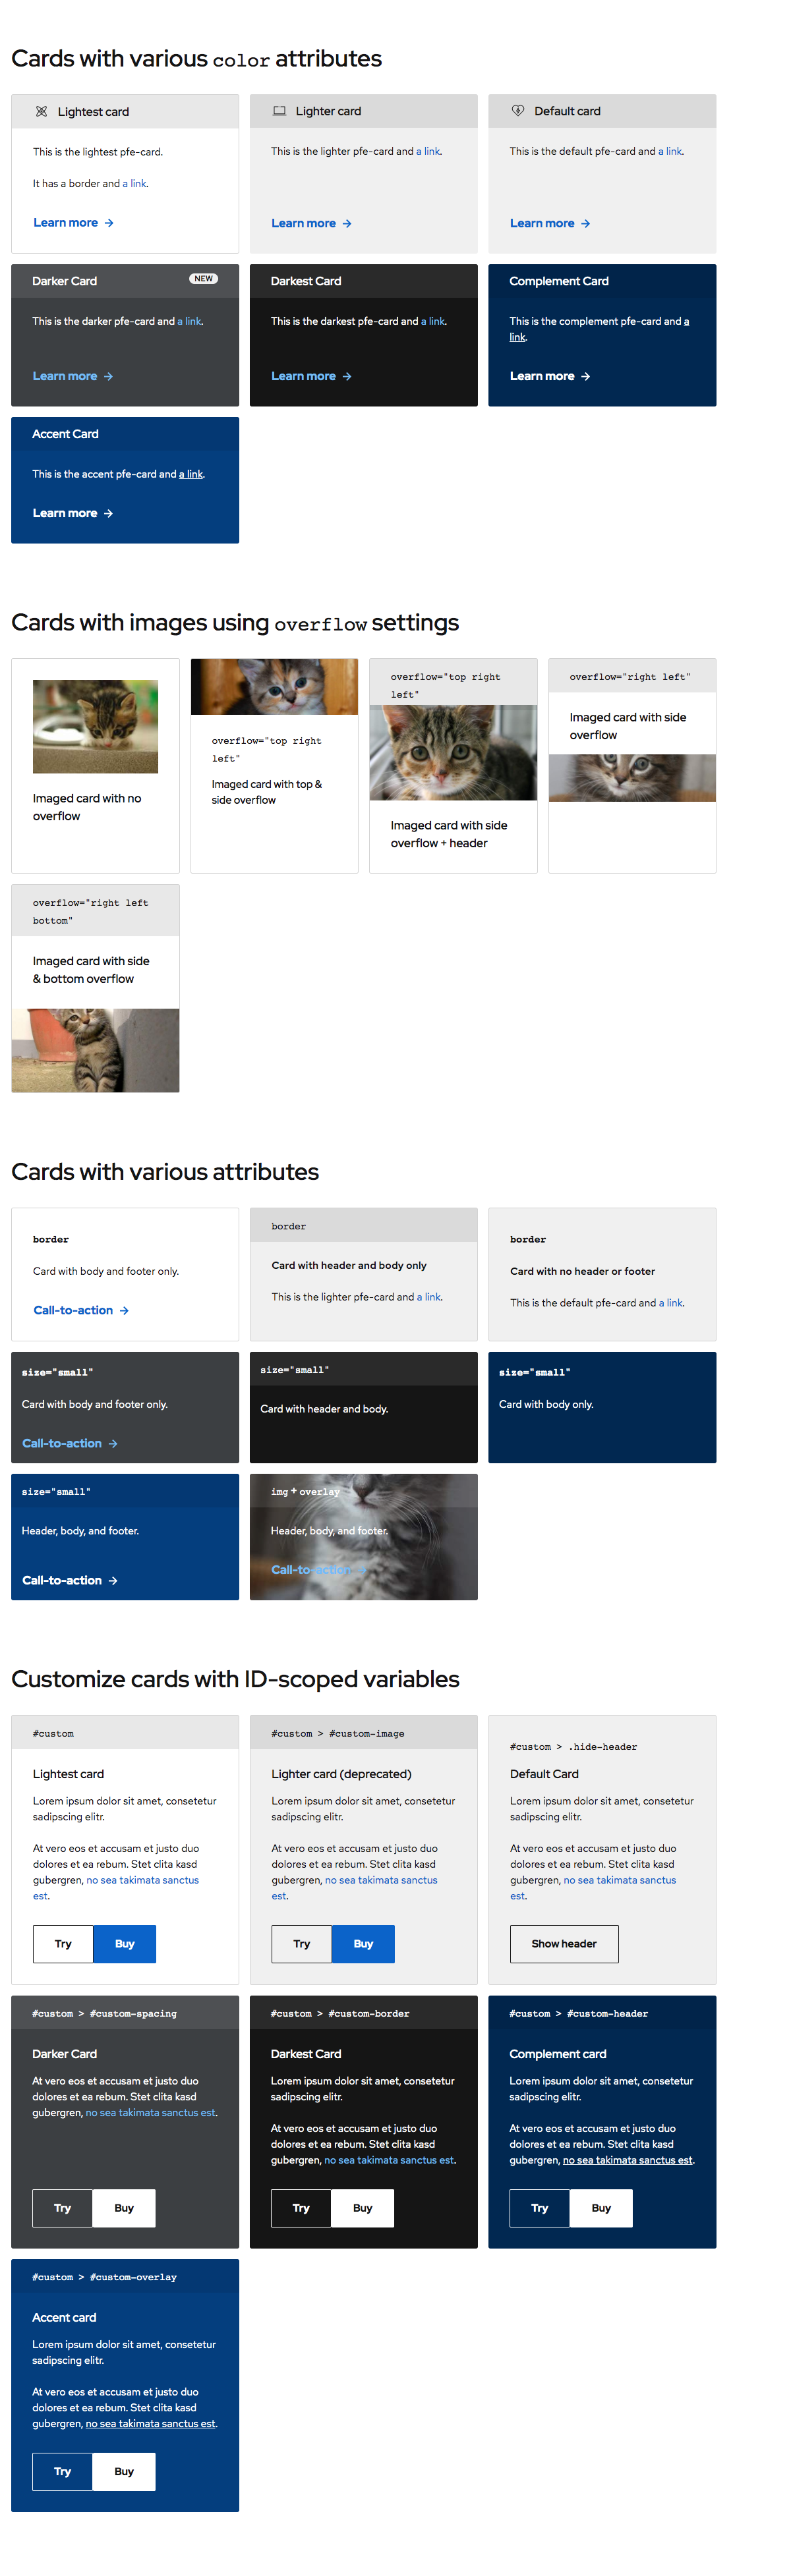 Cards with various color attributes
Lightest card
This is the lightest pfe-card.
It has a border and a link.
Learn more →
Lighter card
This is the lighter pfe-card and a link.
Learn more →
Default card
This is the default pfe-card and a link.
Learn more →
Darker Card
NEW
This is the darker pfe-card and a link.
Learn more →
Darkest Card
This is the darkest pfe-card and a link.
Learn more →
Complement Card
This is the complement pfe-card and a
link.
Learn more →
Accent Card
This is the accent pfe-card and a link.
Learn more →
Cards with images using overflow settings
Imaged card with no
overflow
overflow="top right
left"
Imaged card with top &
side overflow
overflow="top right
left"
Imaged card with side
overflow + header
overflow="right left"
Imaged card with side
overflow
overflow="right left
bottom"
Imaged card with side
& bottom overflow
Cards with various attributes
border
Card with body and footer only.
Call-to-action →
border
Card with header and body only
This is the lighter pfe-card and a link.
border
Card with no header or footer
This is the default pfe-card and a link.
size="small"
Card with body and footer only.
Call-to-action →
size="small"
Card with header and body.
size="small"
Card with body only.
size="small"
Header, body, and footer.
Call-to-action →
img + overlay
Header, body, and footer.
Call-to-action →
Customize cards with ID-scoped variables
#custom
Lightest card
Lorem ipsum dolor sit amet, consetetur
sadipscing elitr.
At vero eos et accusam et justo duo
dolores et ea rebum. Stet clita kasd
gubergren, no sea takimata sanctus
est.
Try
Buy
#custom > #custom-image
Lighter card (deprecated)
Lorem ipsum dolor sit amet, consetetur
sadipscing elitr.
At vero eos et accusam et justo duo
dolores et ea rebum. Stet clita kasd
gubergren, no sea takimata sanctus
est.
Try
Buy
#custom > .hide-header
Default Card
Lorem ipsum dolor sit amet, consetetur
sadipscing elitr.
At vero eos et accusam et justo duo
dolores et ea rebum. Stet clita kasd
gubergren, no sea takimata sanctus
est.
Show header
#custom > #custom-spacing
Darker Card
At vero eos et accusam et justo duo
dolores et ea rebum. Stet clita kasd
gubergren, no sea takimata sanctus est.
Try
Buy
#custom > #custom-border
Darkest Card
Lorem ipsum dolor sit amet, consetetur
sadipscing elitr.
At vero eos et accusam et justo duo
dolores et ea rebum. Stet clita kasd
gubergren, no sea takimata sanctus est.
Try
Buy
#custom > #custom-header
Complement card
Lorem ipsum dolor sit amet, consetetur
sadipscing elitr.
At vero eos et accusam et justo duo
dolores et ea rebum. Stet clita kasd
gubergren, no sea takimata sanctus est.
Try
Buy
#custom > #custom-overlay
Accent card
Lorem ipsum dolor sit amet, consetetur
sadipscing elitr.
At vero eos et accusam et justo duo
dolores et ea rebum. Stet clita kasd
gubergren, no sea takimata sanctus est.
Try
Buy